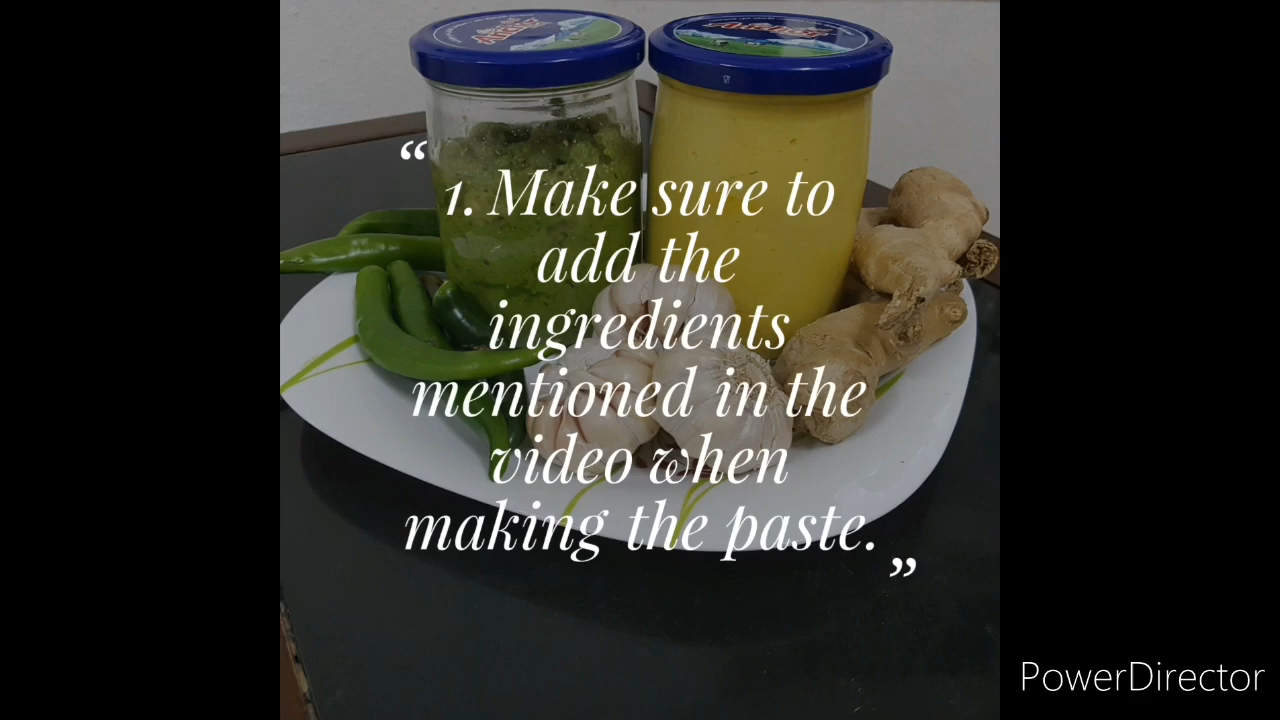 “
1. Make sure to
add the
ingredients
mentioned in the
video when
making the paste.
”
PowerDirector